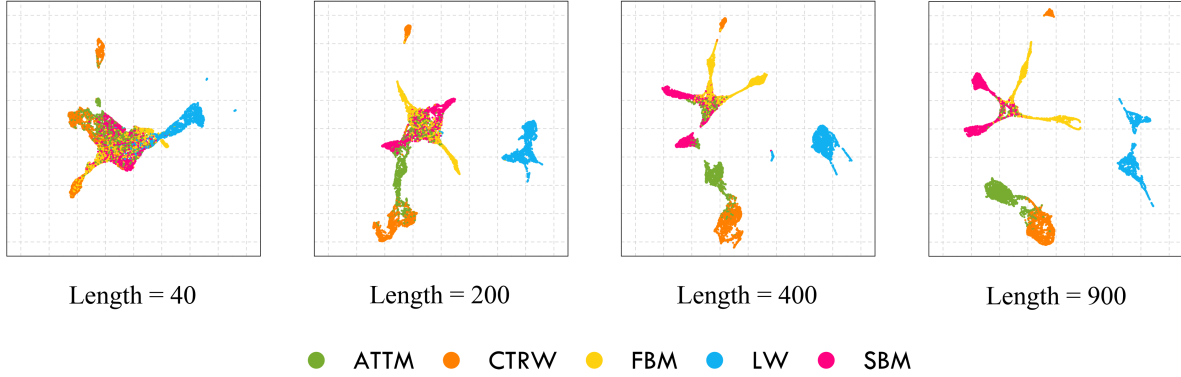 Length = 40 Length = 200 Length = 400 Length = 900
ATTM CTRW FBM LW SBM